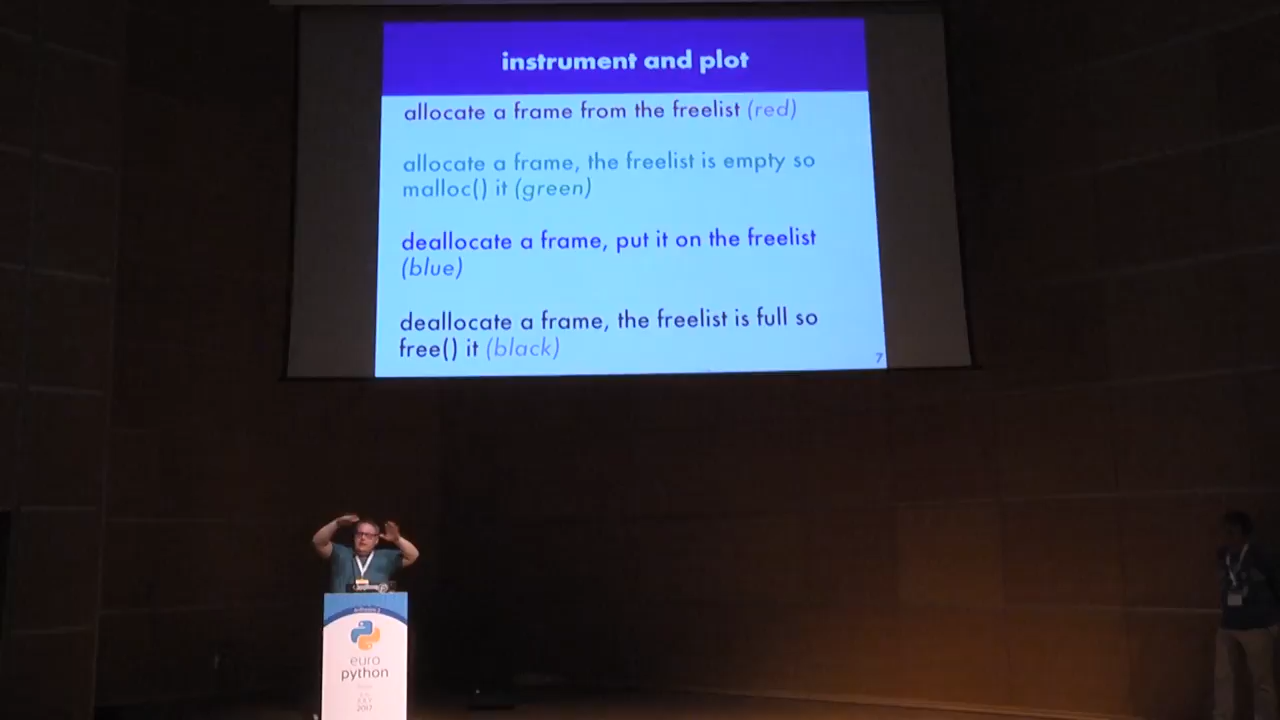 instrument and plot
allocate a frame from the freelist (red)
allocate a frame, the freelist is empty so
malloc() it (green)
deallocate a frame, put it on the freelist
(blue)
deallocate a frame, the freelist is full so
free() it (black)
7
euro
python
JULY
2017